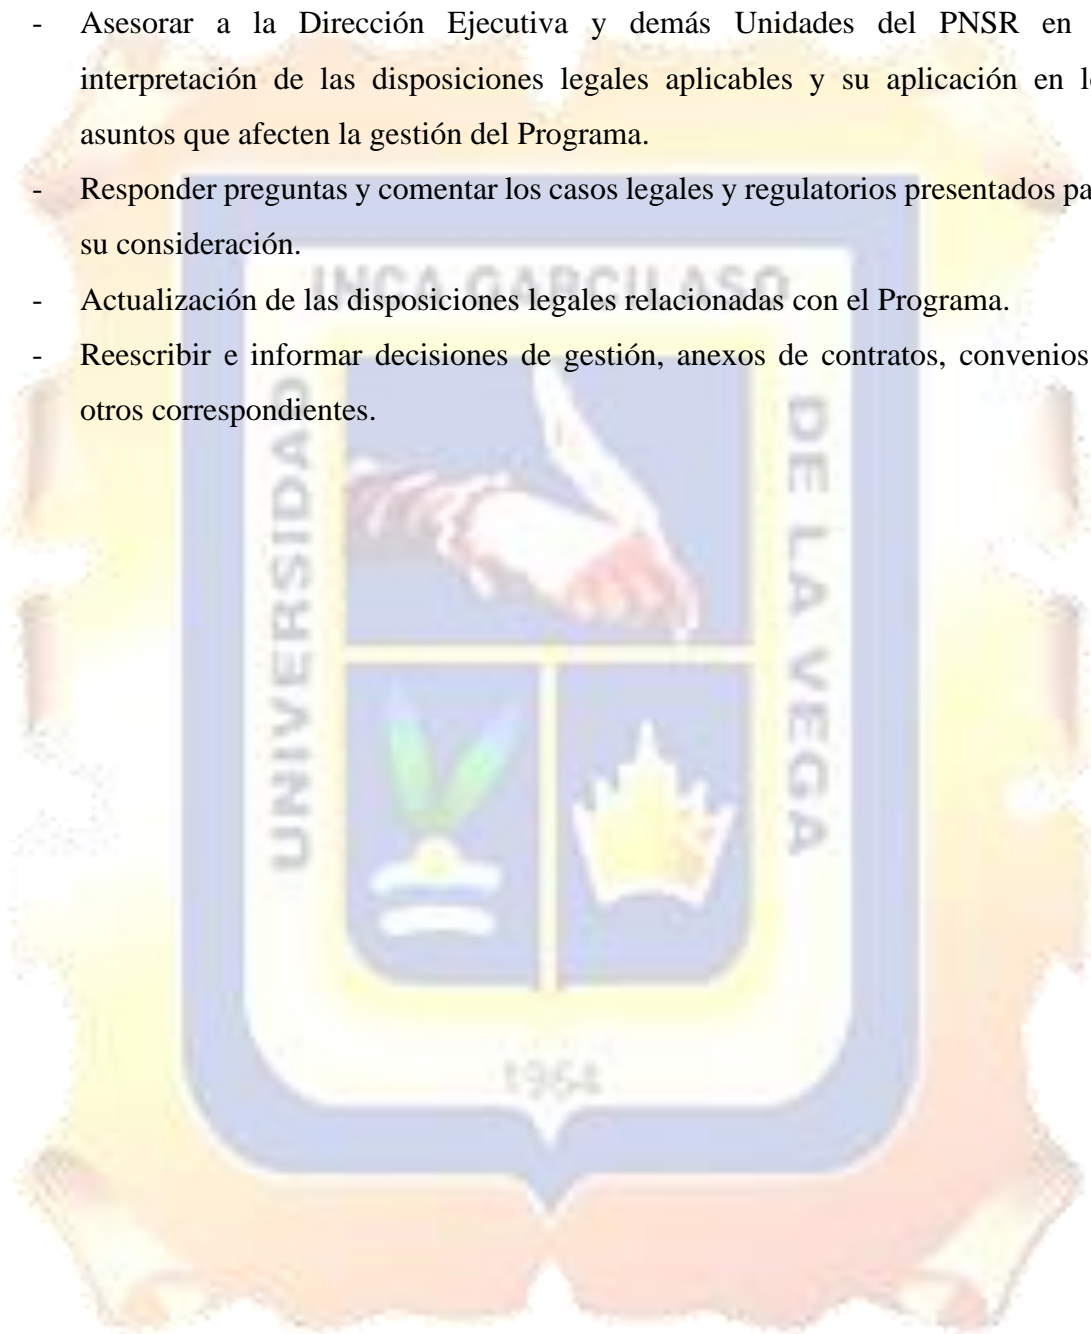 - Asesorar a la Dirección Ejecutiva y demás Unidades del PNSR en
interpretación de las disposiciones legales aplicables y su aplicación en
asuntos que afecten la gestión del Programa.
- Responder preguntas y comentar los casos legales y regulatorios presentados
su consideración.
- Actualización de las disposiciones legales relacionadas con el Programa.
- Reescribir e informar decisiones de gestión, anexos de contratos, convenios
otros correspondientes.
UNIVERSIDAD
INCA GARCILASO
DE LA VEGA
1964